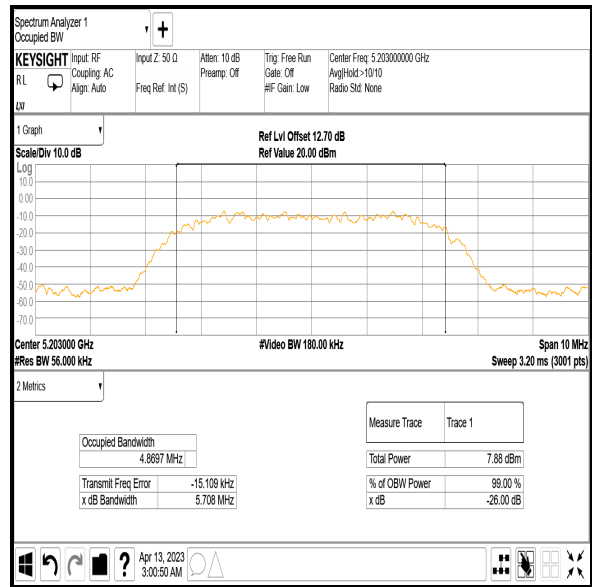 Spectrum Analyzer 1
Occupied BW
KEYSIGHT
RL
LXI
Input: RF
Coupling: AC
Align: Auto
Input Z: 50 Ω
Freq Ref: Int (S)
Atten: 10 dB
Preamp: Off
Trig: Free Run
Gate: Off
#IF Gain: Low
Center Freq: 5.203000000 GHz
Avg|Hold:>10/10
Radio Std: None
1 Graph
Scale/Div 10.0 dB
Ref Lvl Offset 12.70 dB
Ref Value 20.00 dBm
Log
10.0
0.00
-10.0
-20.0
-30.0
-40.0
-50.0
-60.0
-70.0
Center 5.203000 GHz
#Video BW 180.00 kHz
Span 10 MHz
#Res BW 56.000 kHz
Sweep 3.20 ms (3001 pts)
2 Metrics
Measure Trace Trace 1
Occupied Bandwidth
4.8697 MHz
Total Power 7.88 dBm
Transmit Freq Error -15.109 kHz
% of OBW Power 99.00 %
x dB Bandwidth 5.708 MHz
x dB -26.00 dB
?
Apr 13, 2023
3:00:50 AM